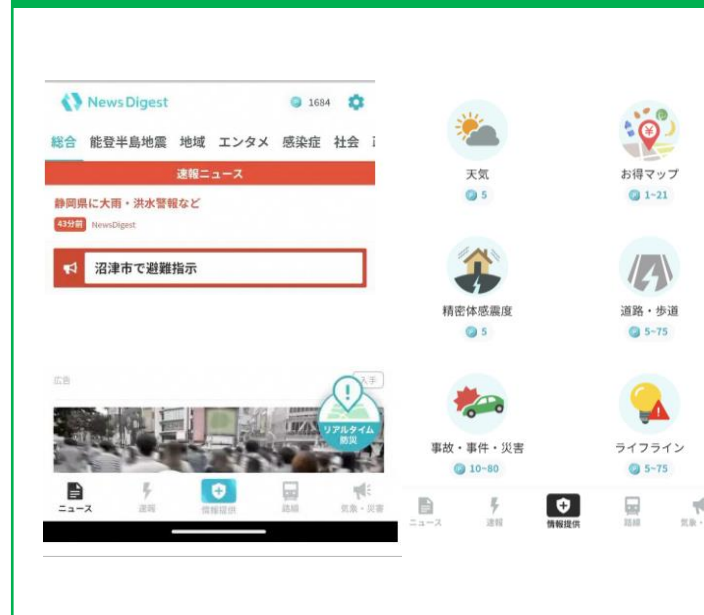 NewsDigest
1684
総合 能登半島地震 地域 エンタメ 感染症 社会
速報ニュース
静岡県に大雨・洪水警報など
43分前 NewsDigest
沼津市で避難指示
広告
入手
リアルタイム
防災
ニュース 速報 情報提供 路線 気象・災害
天気 お得マップ
5 1~21
精密体感震度 道路・歩道
5 5~75
事故・事件・災害 ライフライン
10~80 5~75
ニュース 速報 情報提供 路線 気象・